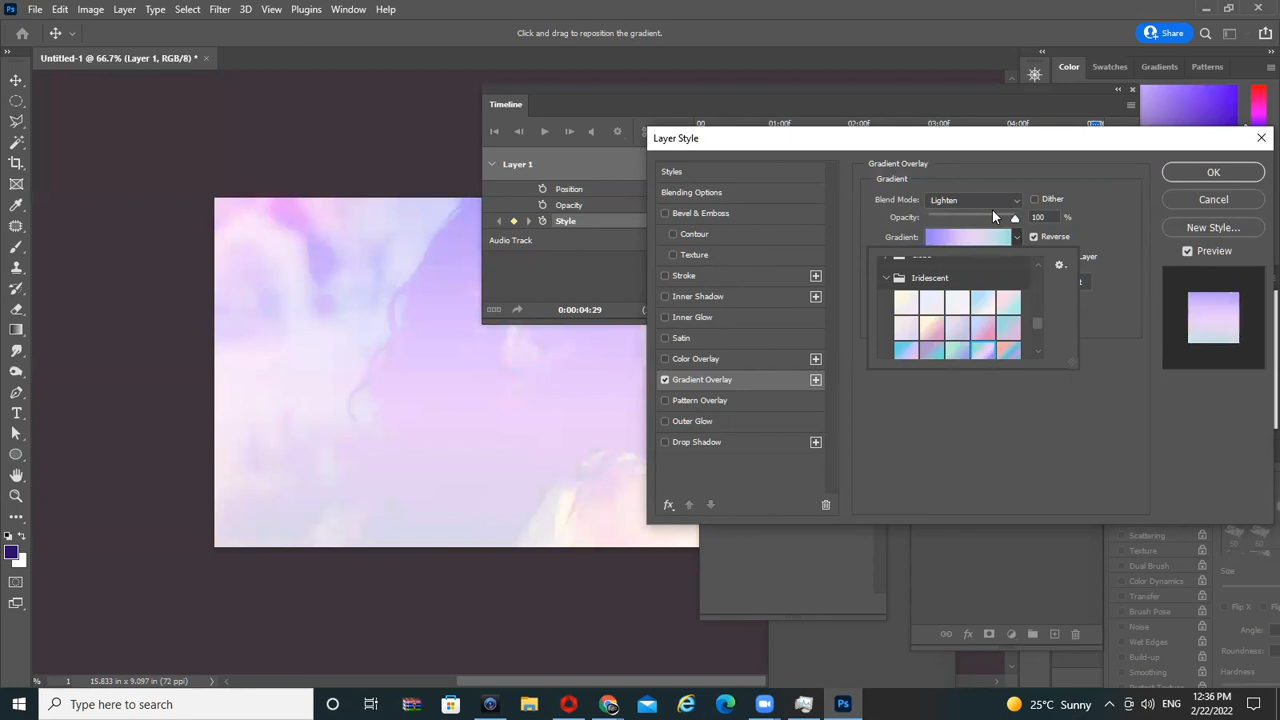 File Edit Image Layer Type Select Filter 3D View Plugins Window Help
Click and drag to reposition the gradient.
Share
Untitled-1 @ 66.7% (Layer 1, RGB/8) *
Color Swatches Gradients Patterns
Timeline
00 01:00f 02:00f 03:00f 04:00f
Layer 1
Position
Opacity
Style
Audio Track
0:00:04:29
Layer Style
Styles
Blending Options
Bevel & Emboss
Contour
Texture
Stroke
Inner Shadow
Inner Glow
Satin
Color Overlay
Gradient Overlay
Pattern Overlay
Outer Glow
Drop Shadow
fx
Gradient Overlay
Gradient
Blend Mode: Lighten Dither
Opacity: 100 %
Gradient: Reverse
Layer
Iridescent
OK
Cancel
New Style...
Preview
Scattering
Texture
Dual Brush
Color Dynamics
Transfer
Brush Pose
Noise
Wet Edges
Build-up
Smoothing
Size
Flip X
Angle:
Roundness:
Hardness
fx
% 1 15.833 in x 9.097 in (72 ppi)
Type here to search
25°C Sunny
ENG
12:36 PM
2/22/2022